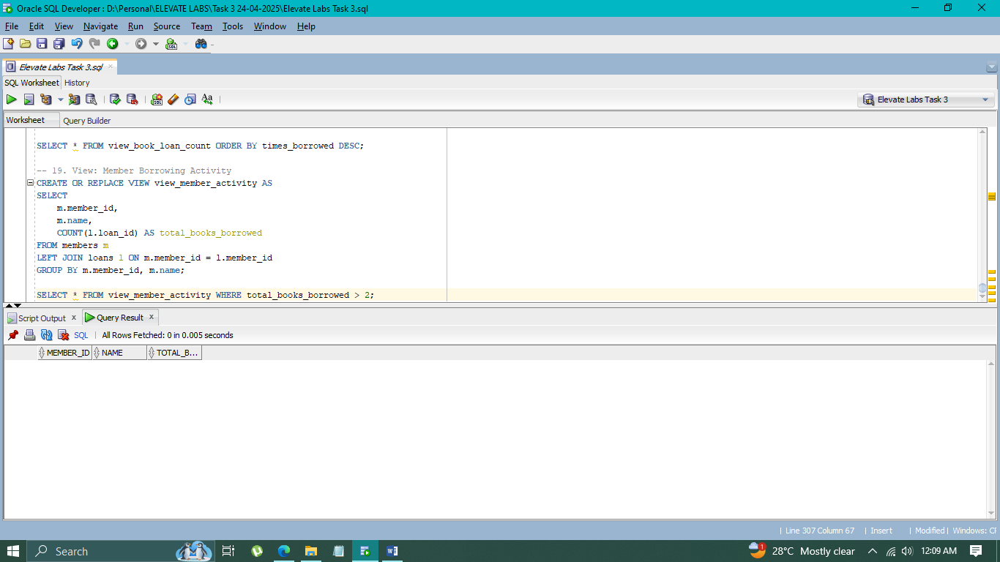 Oracle SQL Developer : D:\Personal\ELEVATE LABS\Task 3 24-04-2025\Elevate Labs Task 3.sql
File Edit View Navigate Run Source Team Tools Window Help
Elevate Labs Task 3.sql
SQL Worksheet History
Elevate Labs Task 3
Worksheet Query Builder
SELECT * FROM view_book_loan_count ORDER BY times_borrowed DESC;
-- 19. View: Member Borrowing Activity
CREATE OR REPLACE VIEW view_member_activity AS
SELECT
m.member_id,
m.name,
COUNT(l.loan_id) AS total_books_borrowed
FROM members m
LEFT JOIN loans l ON m.member_id = l.member_id
GROUP BY m.member_id, m.name;
SELECT * FROM view_member_activity WHERE total_books_borrowed > 2;
Script Output x Query Result x
SQL | All Rows Fetched: 0 in 0.005 seconds
MEMBER_ID NAME TOTAL_B...
| Line 307 Column 67 | Insert | Modified | Windows: CF
Search 1 28°C Mostly clear 12:09 AM